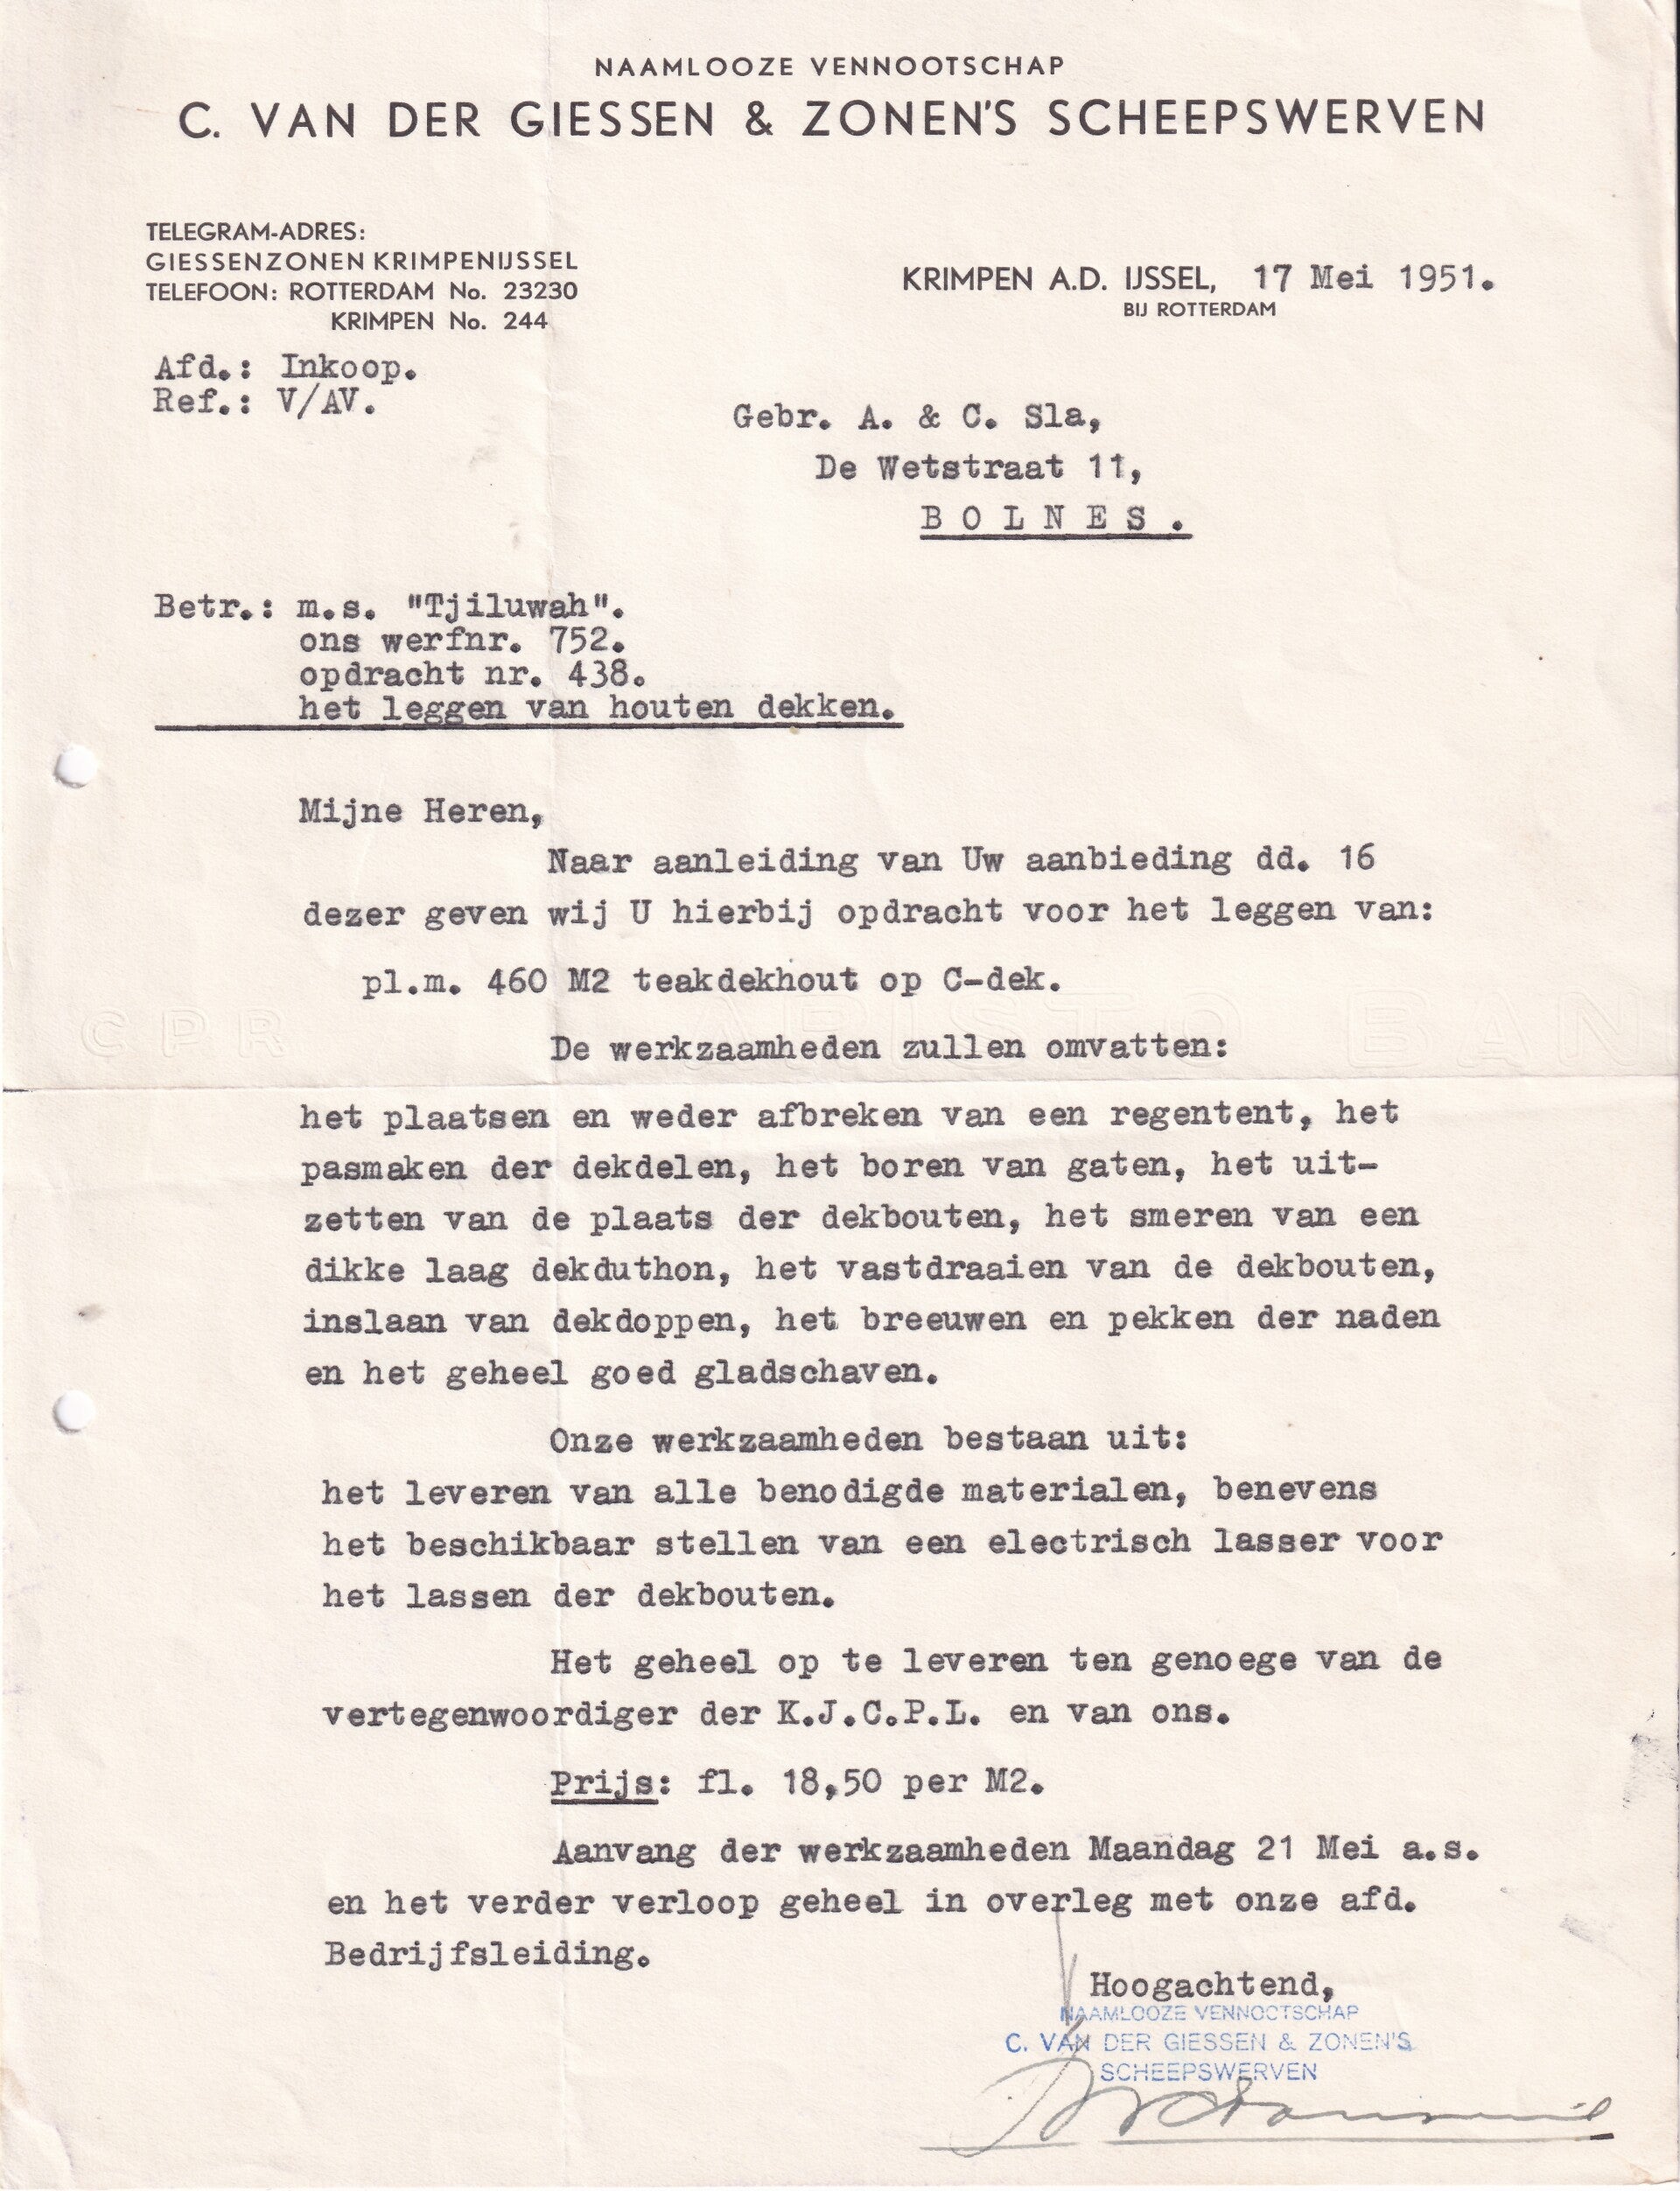 NAAMLOOZE VENNOOTSCHAP
C. VAN DER GIESSEN & ZONEN'S SCHEEPSWERVEN
TELEGRAM-ADRES:
GIESSENZONEN KRIMPENIJSSEL
TELEFOON: ROTTERDAM No. 23230
KRIMPEN No. 244
KRIMPEN A.D. IJSSEL, 17 Mei 1951.
BIJ ROTTERDAM
Afd.: Inkoop.
Ref.: V/AV.
Gebr. A. & C. Sla,
De Wetstraat 11,
BOLNES.
Betr.: m.s. "Tjiluwah".
ons werfnr. 752.
opdracht nr. 438.
het leggen van houten dekken.
Mijne Heren,
Naar aanleiding van Uw aanbieding dd. 16
dezer geven wij U hierbij opdracht voor het leggen van:
pl.m. 460 M2 teakdekhout op C-dek.
CPR ARISTO BAN
De werkzaamheden zullen omvatten:
het plaatsen en weder afbreken van een regentent, het
pasmaken der dekdelen, het boren van gaten, het uit-
zetten van de plaats der dekbouten, het smeren van een
dikke laag dekduthon, het vastdraaien van de dekbouten,
inslaan van dekdoppen, het breeuwen en pekken der naden
en het geheel goed gladschaven.
Onze werkzaamheden bestaan uit:
het leveren van alle benodigde materialen, benevens
het beschikbaar stellen van een electrisch lasser voor
het lassen der dekbouten.
Het geheel op te leveren ten genoege van de
vertegenwoordiger der K.J.C.P.L. en van ons.
Prijs: fl. 18,50 per M2.
Aanvang der werkzaamheden Maandag 21 Mei a.s.
en het verder verloop geheel in overleg met onze afd.
Bedrijfsleiding.
Hoogachtend,
NAAMLOOZE VENNOOTSCHAP
C. VAN DER GIESSEN & ZONEN'S
SCHEEPSWERVEN